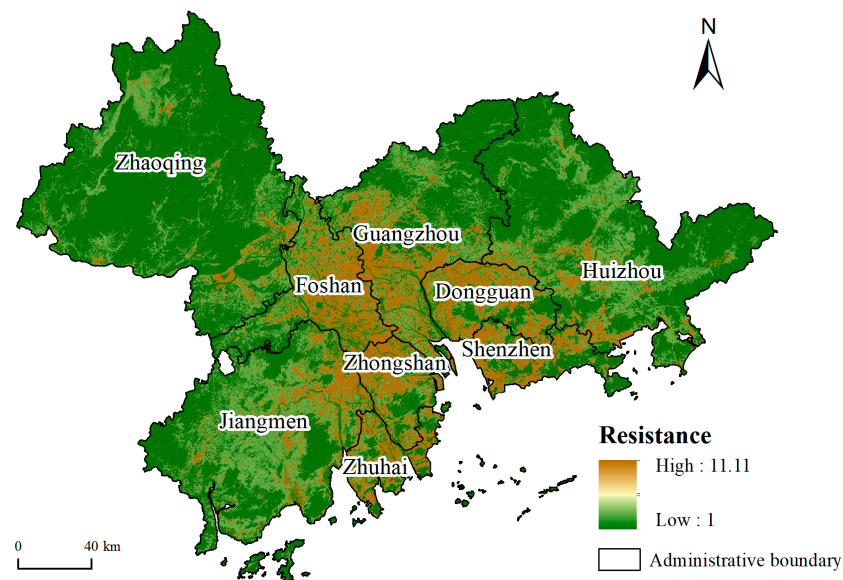 N
Zhaoqing
Guangzhou
Huizhou
Foshan
Dongguan
Shenzhen
Zhongshan
Jiangmen
Zhuhai
Resistance
High : 11.11
Low : 1
0 40 km
Administrative boundary